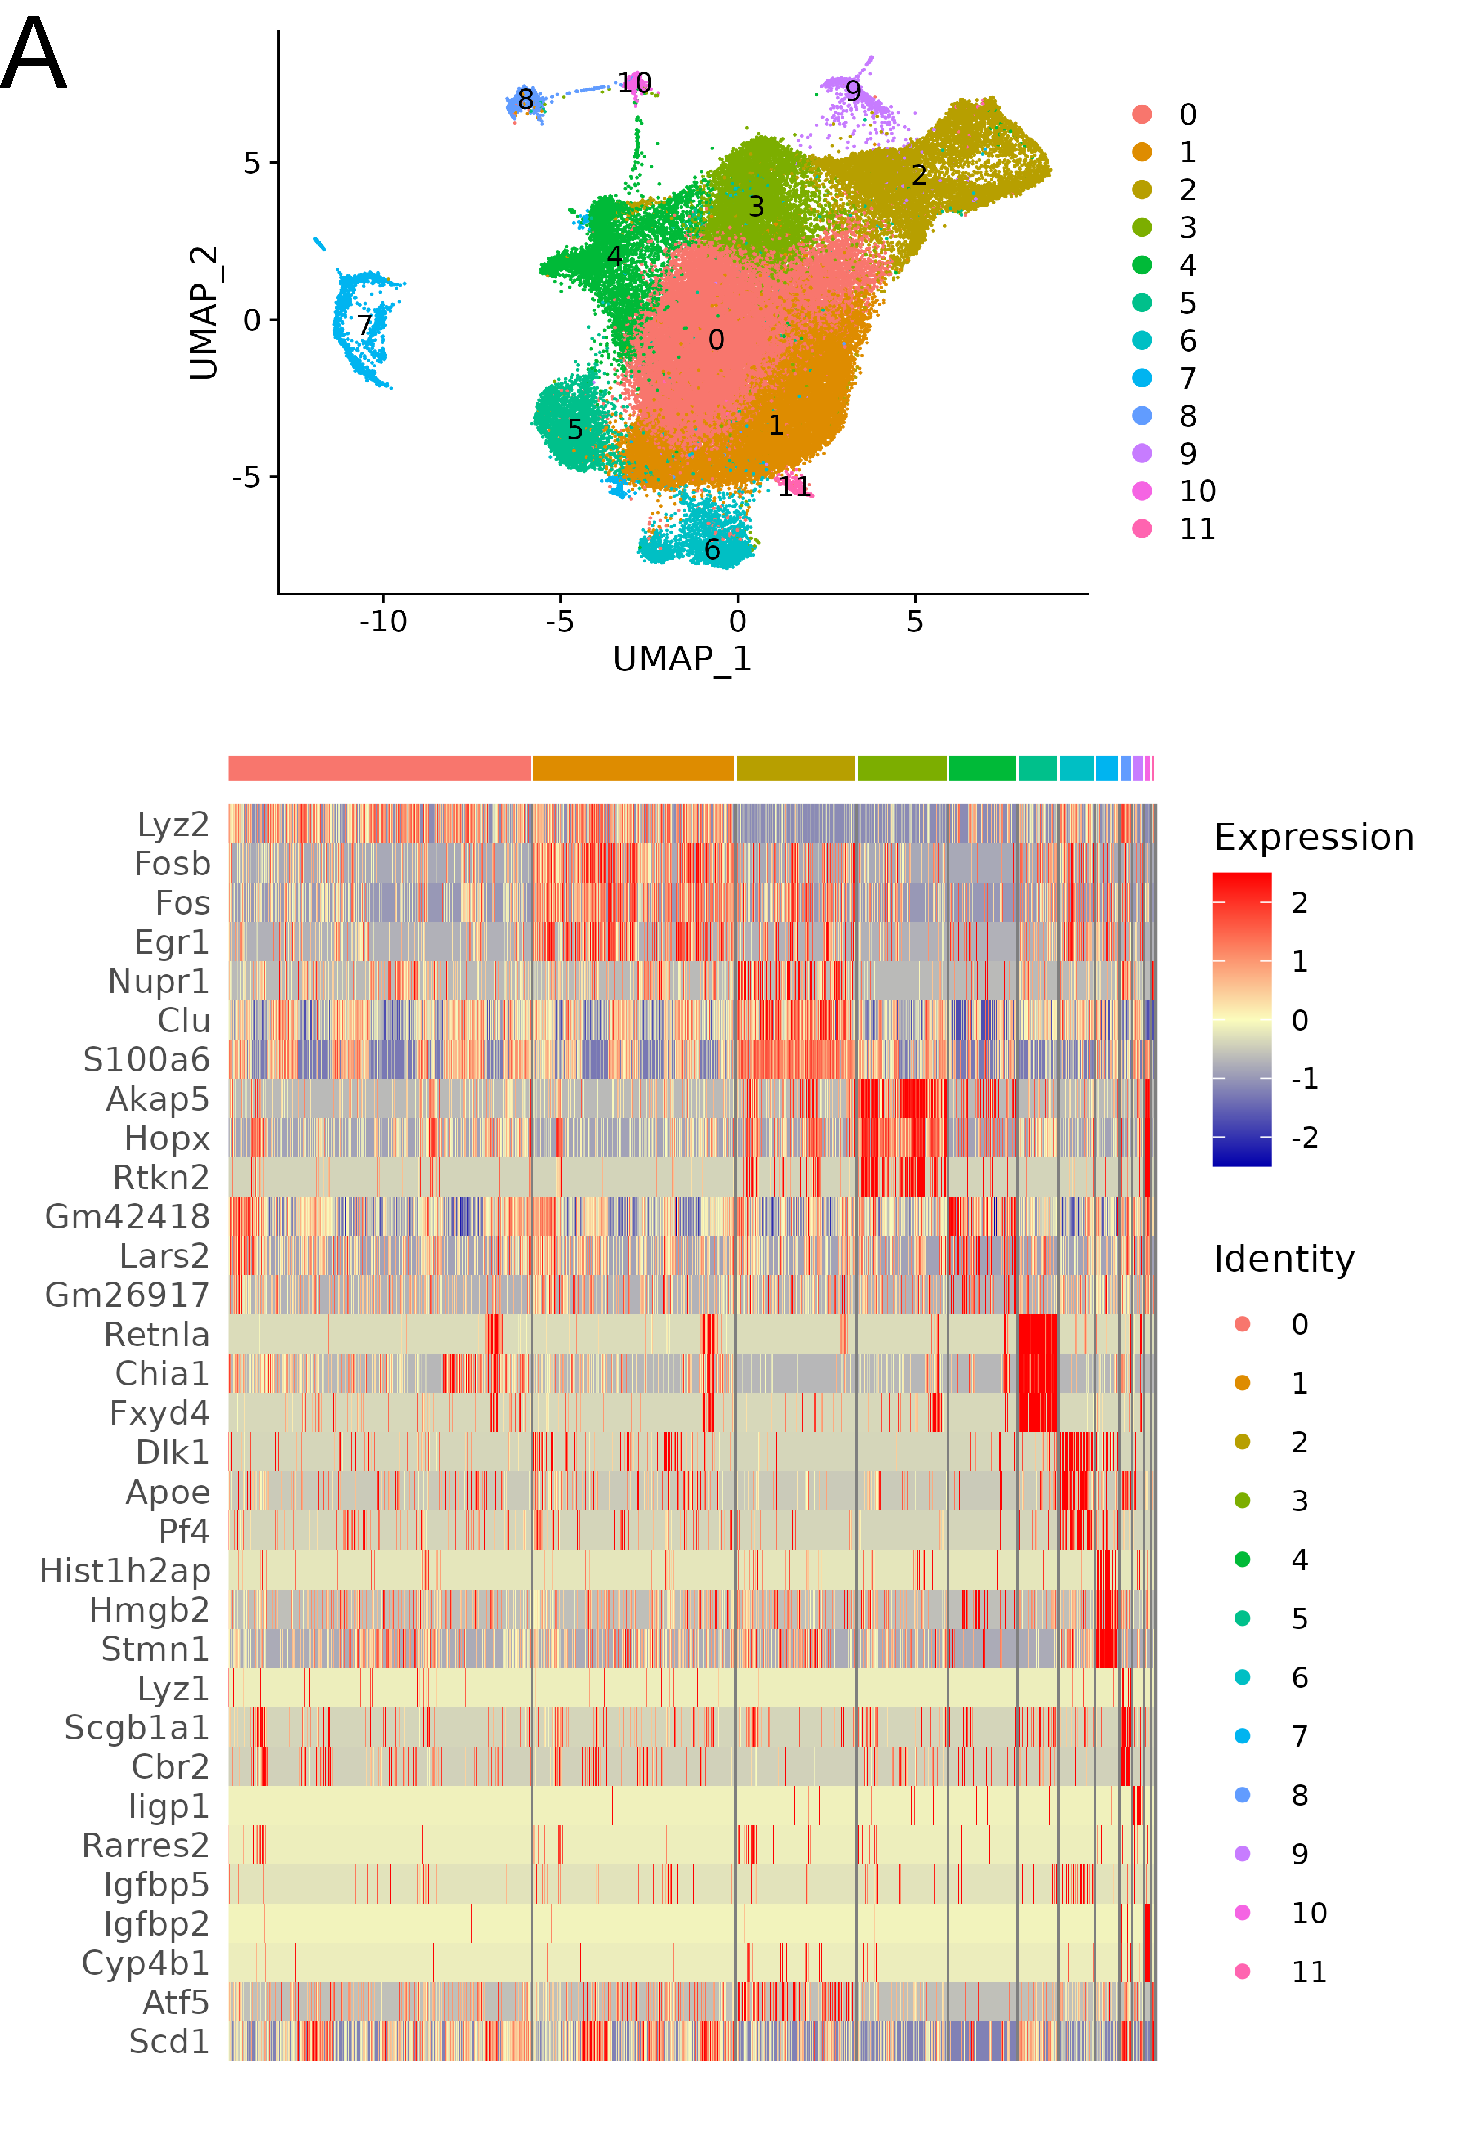 A
8
10
9
2
3
4
7
0
5
1
11
6
5
0
-5
UMAP_2
-10
-5
0
5
UMAP_1
0
1
2
3
4
5
6
7
8
9
10
11
Lyz2
Fosb
Fos
Egr1
Nupr1
Clu
S100a6
Akap5
Hopx
Rtkn2
Gm42418
Lars2
Gm26917
Retnla
Chia1
Fxyd4
Dlk1
Apoe
Pf4
Hist1h2ap
Hmgb2
Stmn1
Lyz1
Scgb1a1
Cbr2
Iigp1
Rarres2
Igfbp5
Igfbp2
Cyp4b1
Atf5
Scd1
Expression
2
1
0
-1
-2
Identity
0
1
2
3
4
5
6
7
8
9
10
11